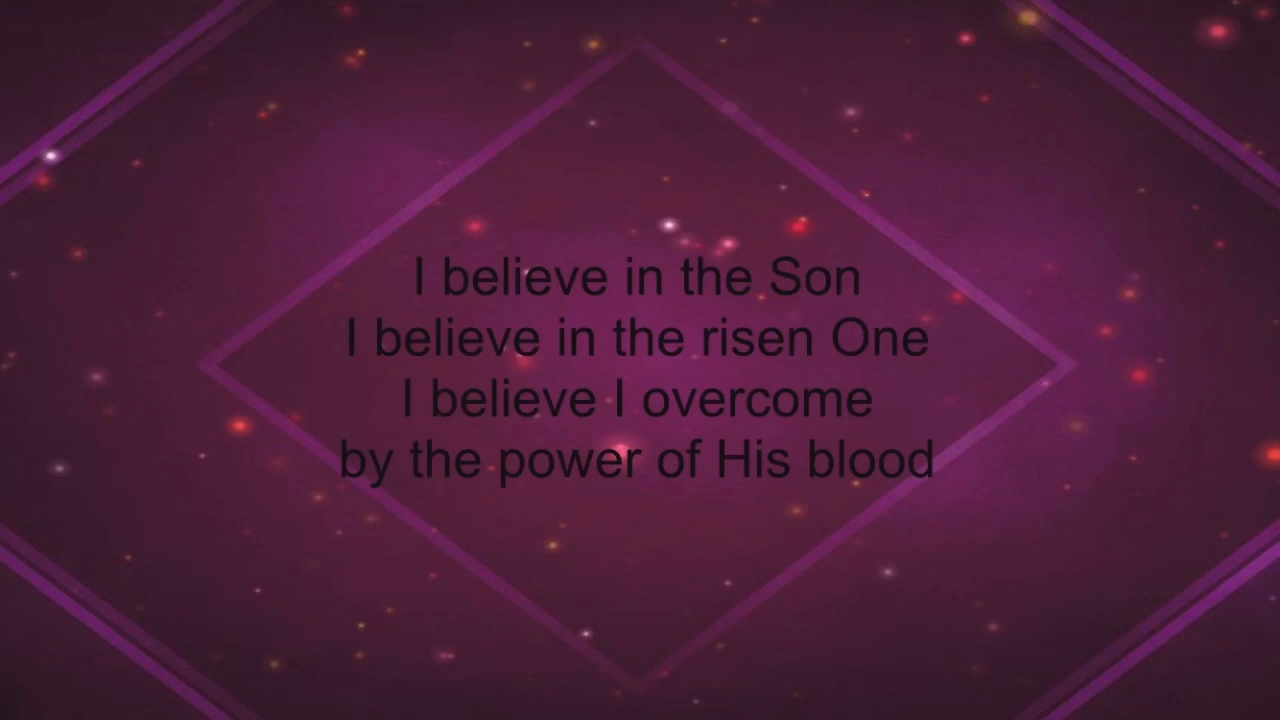 I believe in the Son
I believe in the risen One
I believe I overcome
by the power of His blood